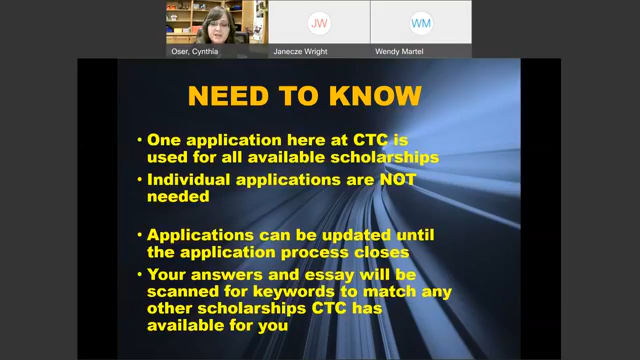 JW
WM
Oser, Cynthia
Janecze Wright
Wendy Martel
NEED TO KNOW
• One application here at CTC is
used for all available scholarships
• Individual applications are NOT
needed
• Applications can be updated until
the application process closes
• Your answers and essay will be
scanned for keywords to match any
other scholarships CTC has
available for you